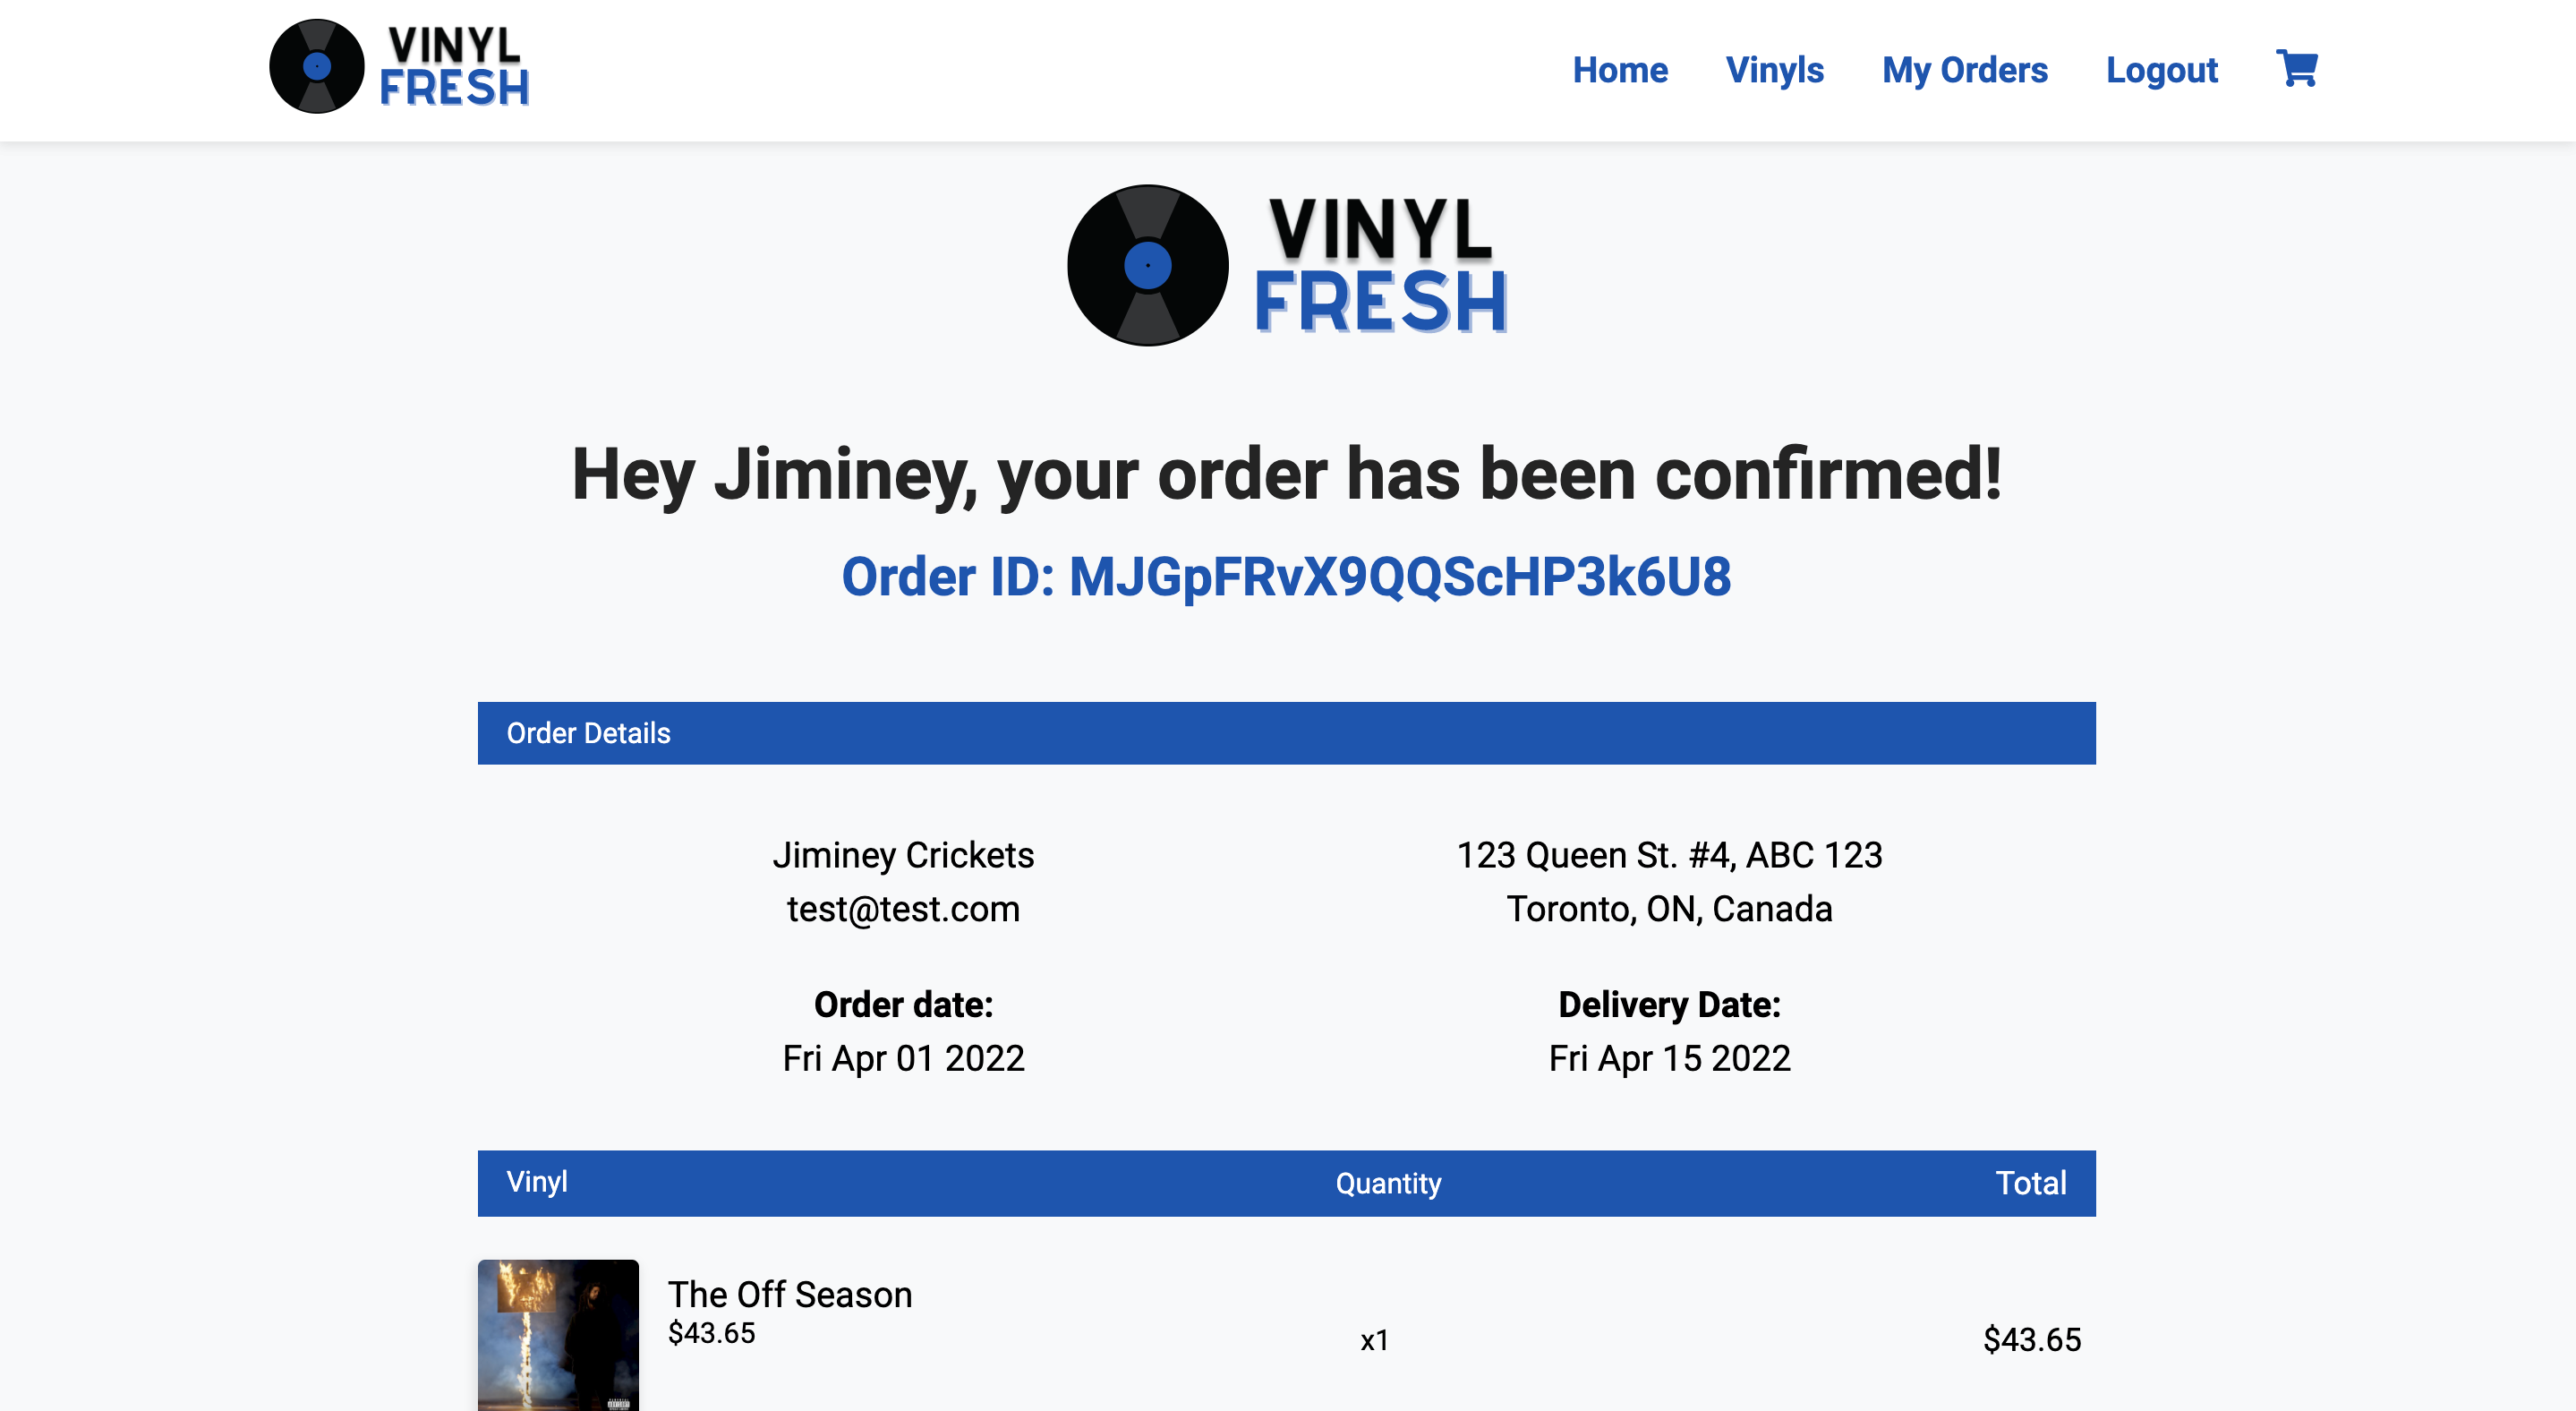 VINYL
FRESH
Home Vinyls My Orders Logout
VINYL
FRESH
Hey Jiminey, your order has been confirmed!
Order ID: MJGpFRvX9QQScHP3k6U8
Order Details
Jiminey Crickets
test@test.com
123 Queen St. #4, ABC 123
Toronto, ON, Canada
Order date:
Fri Apr 01 2022
Delivery Date:
Fri Apr 15 2022
Vinyl Quantity Total
The Off Season
$43.65
x1
$43.65